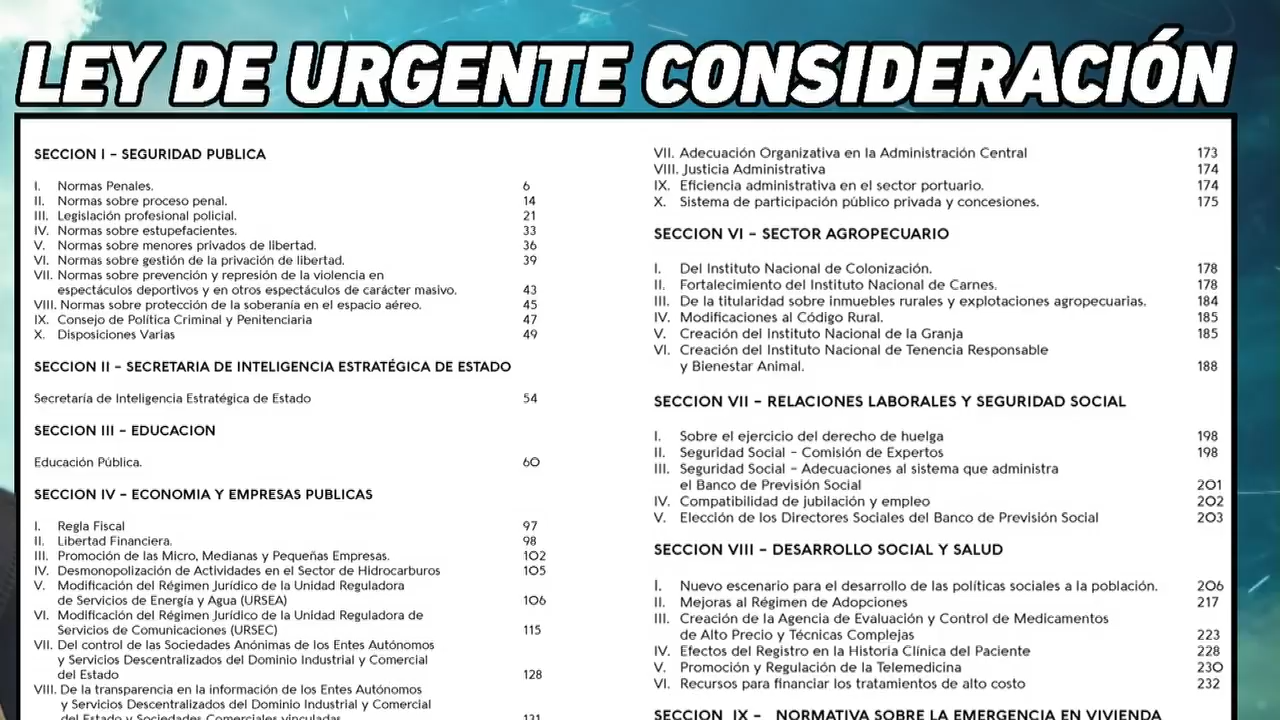 LEY DE URGENTE CONSIDERACIÓN
SECCION I – SEGURIDAD PUBLICA
I. Normas Penales. 6
II. Normas sobre proceso penal. 14
III. Legislación profesional policial. 21
IV. Normas sobre estupefacientes. 33
V. Normas sobre menores privados de libertad. 36
VI. Normas sobre gestión de la privación de libertad. 39
VII. Normas sobre prevención y represión de la violencia en
espectáculos deportivos y en otros espectáculos de carácter masivo. 43
VIII. Normas sobre protección de la soberanía en el espacio aéreo. 45
IX. Consejo de Política Criminal y Penitenciaria 47
X. Disposiciones Varias 49
SECCION II – SECRETARIA DE INTELIGENCIA ESTRATÉGICA DE ESTADO
Secretaría de Inteligencia Estratégica de Estado 54
SECCION III – EDUCACION
Educación Pública. 60
SECCION IV – ECONOMIA Y EMPRESAS PUBLICAS
I. Regla Fiscal 97
II. Libertad Financiera. 98
III. Promoción de las Micro, Medianas y Pequeñas Empresas. 102
IV. Desmonopolización de Actividades en el Sector de Hidrocarburos 105
V. Modificación del Régimen Jurídico de la Unidad Reguladora
de Servicios de Energía y Agua (URSEA) 106
VI. Modificación del Régimen Jurídico de la Unidad Reguladora de
Servicios de Comunicaciones (URSEC) 115
VII. Del control de las Sociedades Anónimas de los Entes Autónomos
y Servicios Descentralizados del Dominio Industrial y Comercial
del Estado 128
VIII. De la transparencia en la información de los Entes Autónomos
y Servicios Descentralizados del Dominio Industrial y Comercial
del Estado y Sociedades Comerciales vinculadas 131
VII. Adecuación Organizativa en la Administración Central 173
VIII. Justicia Administrativa 174
IX. Eficiencia administrativa en el sector portuario. 174
X. Sistema de participación público privada y concesiones. 175
SECCION VI – SECTOR AGROPECUARIO
I. Del Instituto Nacional de Colonización. 178
II. Fortalecimiento del Instituto Nacional de Carnes. 178
III. De la titularidad sobre inmuebles rurales y explotaciones agropecuarias. 184
IV. Modificaciones al Código Rural. 185
V. Creación del Instituto Nacional de la Granja 185
VI. Creación del Instituto Nacional de Tenencia Responsable
y Bienestar Animal. 188
SECCION VII – RELACIONES LABORALES Y SEGURIDAD SOCIAL
I. Sobre el ejercicio del derecho de huelga 198
II. Seguridad Social – Comisión de Expertos 198
III. Seguridad Social – Adecuaciones al sistema que administra
el Banco de Previsión Social 201
IV. Compatibilidad de jubilación y empleo 202
V. Elección de los Directores Sociales del Banco de Previsión Social 203
SECCION VIII – DESARROLLO SOCIAL Y SALUD
I. Nuevo escenario para el desarrollo de las políticas sociales a la población. 206
II. Mejoras al Régimen de Adopciones 217
III. Creación de la Agencia de Evaluación y Control de Medicamentos
de Alto Precio y Técnicas Complejas 223
IV. Efectos del Registro en la Historia Clínica del Paciente 228
V. Promoción y Regulación de la Telemedicina 230
VI. Recursos para financiar los tratamientos de alto costo 232
SECCION IX – NORMATIVA SOBRE LA EMERGENCIA EN VIVIENDA